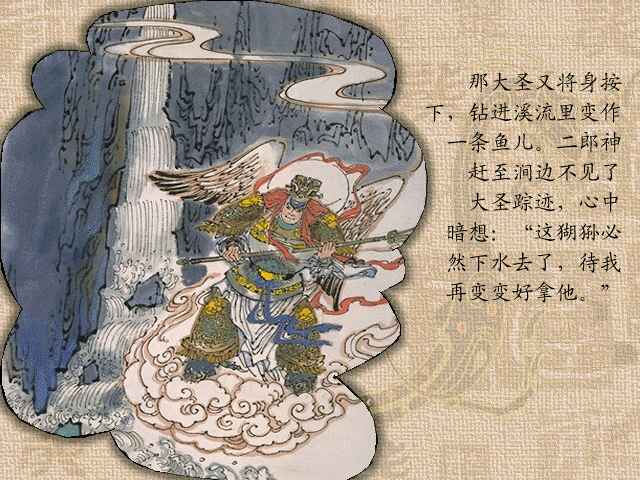 那大圣又将身按
下，钻进溪流里变作
一条鱼儿。二郎神
赶至涧边不见了
大圣踪迹，心中
暗想：“这猢狲必
然下水去了，待我
再变变好拿他。”